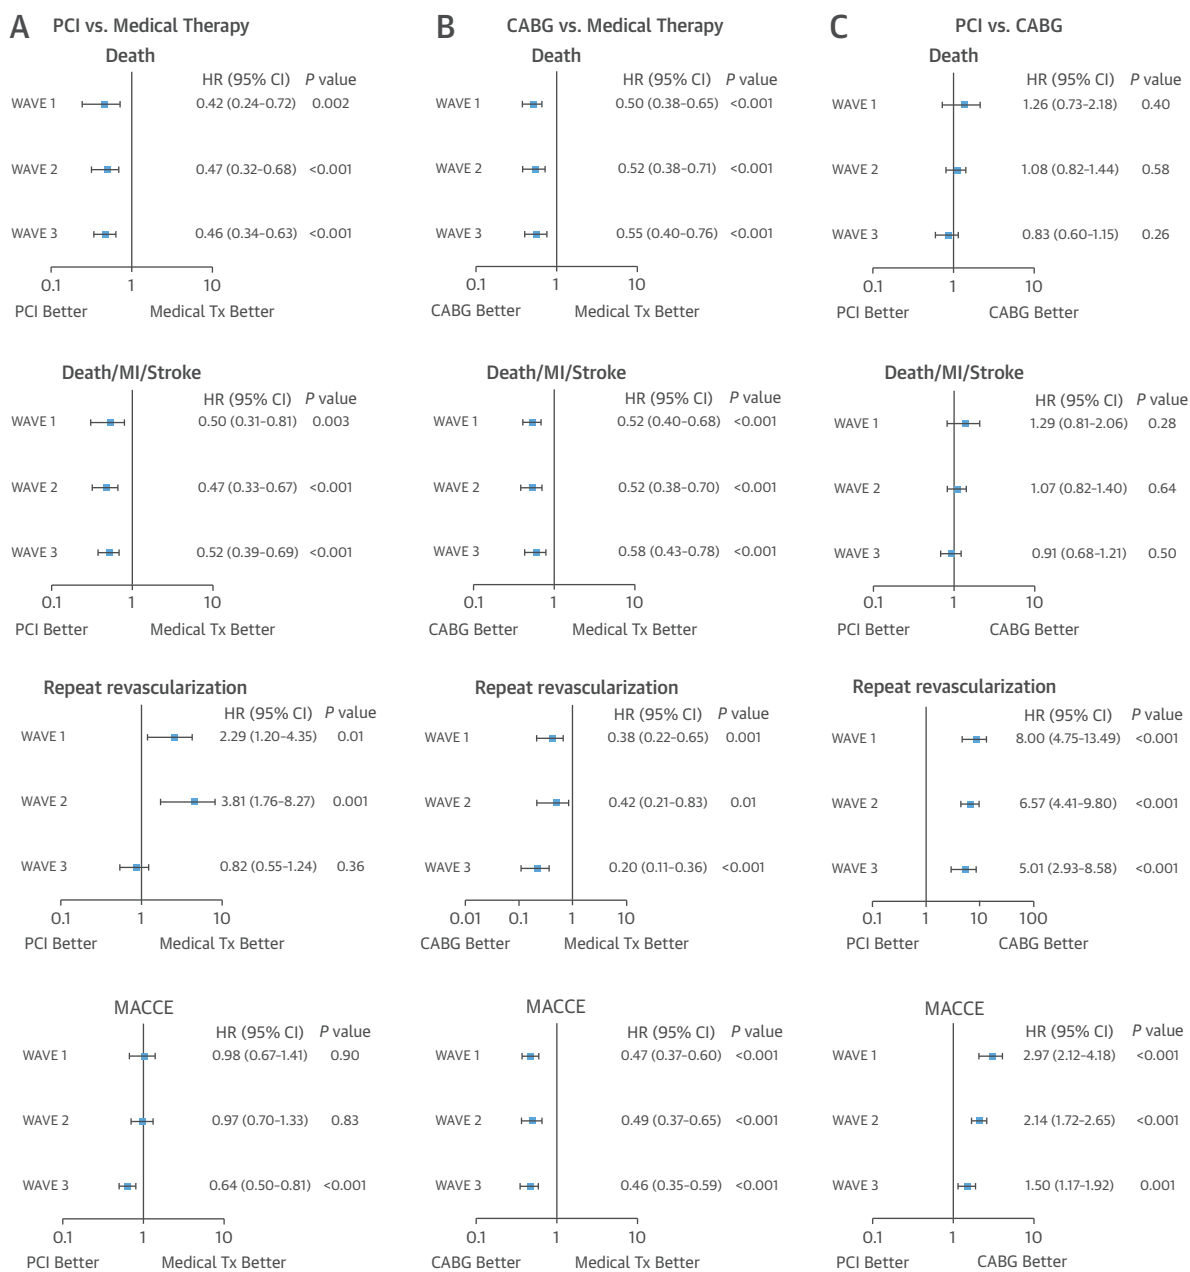 A PCI vs. Medical Therapy
Death
HR (95% CI) P value
WAVE 1 0.42 (0.24–0.72) 0.002
WAVE 2 0.47 (0.32–0.68) <0.001
WAVE 3 0.46 (0.34–0.63) <0.001
0.1 1 10
PCI Better Medical Tx Better
Death/MI/Stroke
HR (95% CI) P value
WAVE 1 0.50 (0.31–0.81) 0.003
WAVE 2 0.47 (0.33–0.67) <0.001
WAVE 3 0.52 (0.39–0.69) <0.001
0.1 1 10
PCI Better Medical Tx Better
Repeat revascularization
HR (95% CI) P value
WAVE 1 2.29 (1.20–4.35) 0.01
WAVE 2 3.81 (1.76–8.27) 0.001
WAVE 3 0.82 (0.55–1.24) 0.36
0.1 1 10
PCI Better Medical Tx Better
MACCE
HR (95% CI) P value
WAVE 1 0.98 (0.67–1.41) 0.90
WAVE 2 0.97 (0.70–1.33) 0.83
WAVE 3 0.64 (0.50–0.81) <0.001
0.1 1 10
PCI Better Medical Tx Better
B CABG vs. Medical Therapy
Death
HR (95% CI) P value
WAVE 1 0.50 (0.38–0.65) <0.001
WAVE 2 0.52 (0.38–0.71) <0.001
WAVE 3 0.55 (0.40–0.76) <0.001
0.1 1 10
CABG Better Medical Tx Better
Death/MI/Stroke
HR (95% CI) P value
WAVE 1 0.52 (0.40–0.68) <0.001
WAVE 2 0.52 (0.38–0.70) <0.001
WAVE 3 0.58 (0.43–0.78) <0.001
0.1 1 10
CABG Better Medical Tx Better
Repeat revascularization
HR (95% CI) P value
WAVE 1 0.38 (0.22–0.65) 0.001
WAVE 2 0.42 (0.21–0.83) 0.01
WAVE 3 0.20 (0.11–0.36) <0.001
0.01 0.1 1 10
CABG Better Medical Tx Better
MACCE
HR (95% CI) P value
WAVE 1 0.47 (0.37–0.60) <0.001
WAVE 2 0.49 (0.37–0.65) <0.001
WAVE 3 0.46 (0.35–0.59) <0.001
0.1 1 10
CABG Better Medical Tx Better
C PCI vs. CABG
Death
HR (95% CI) P value
WAVE 1 1.26 (0.73–2.18) 0.40
WAVE 2 1.08 (0.82–1.44) 0.58
WAVE 3 0.83 (0.60–1.15) 0.26
0.1 1 10
PCI Better CABG Better
Death/MI/Stroke
HR (95% CI) P value
WAVE 1 1.29 (0.81–2.06) 0.28
WAVE 2 1.07 (0.82–1.40) 0.64
WAVE 3 0.91 (0.68–1.21) 0.50
0.1 1 10
PCI Better CABG Better
Repeat revascularization
HR (95% CI) P value
WAVE 1 8.00 (4.75–13.49) <0.001
WAVE 2 6.57 (4.41–9.80) <0.001
WAVE 3 5.01 (2.93–8.58) <0.001
0.1 1 10 100
PCI Better CABG Better
MACCE
HR (95% CI) P value
WAVE 1 2.97 (2.12–4.18) <0.001
WAVE 2 2.14 (1.72–2.65) <0.001
WAVE 3 1.50 (1.17–1.92) 0.001
0.1 1 10
PCI Better CABG Better